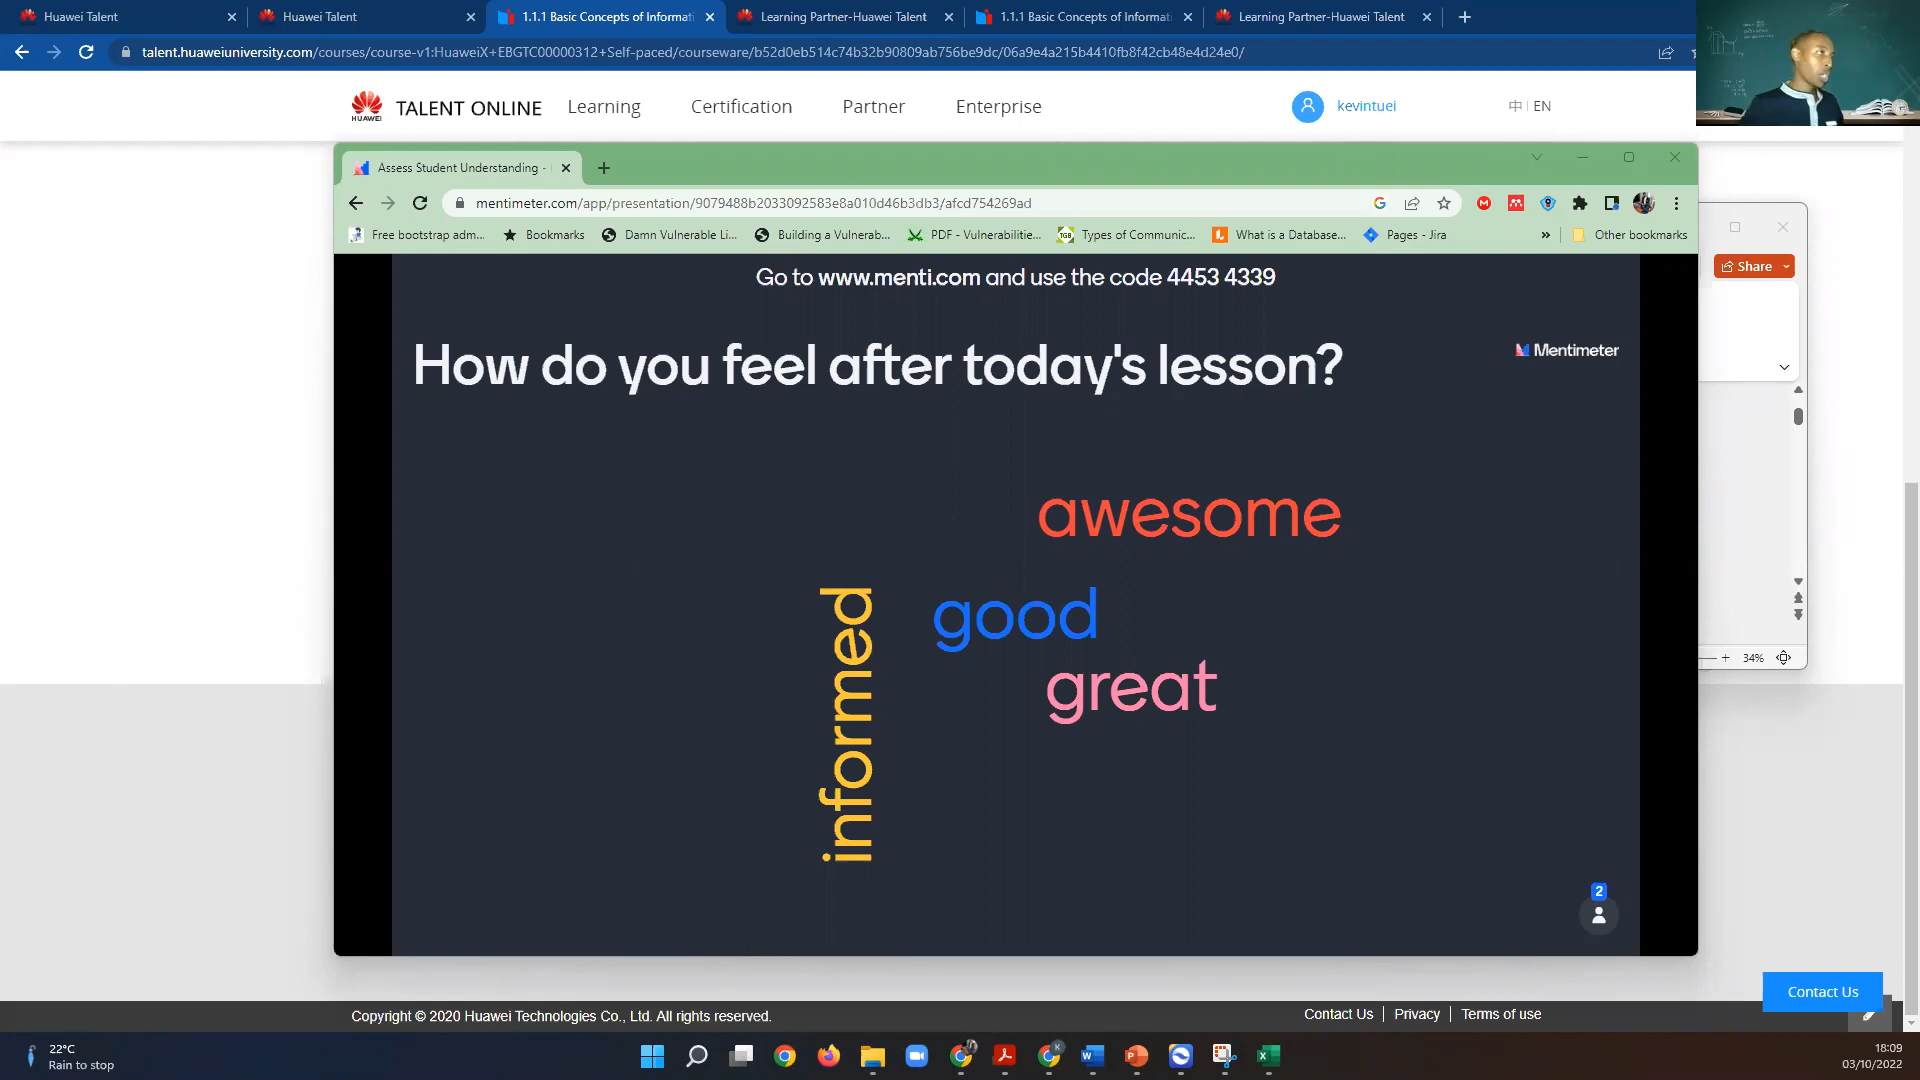 Huawei Talent
Huawei Talent
1.1.1 Basic Concepts of Informati
Learning Partner-Huawei Talent
1.1.1 Basic Concepts of Informati
Learning Partner-Huawei Talent
talent.huaweiuniversity.com/courses/course-v1:HuaweiX+EBGTC00000312+Self-paced/courseware/b52d0eb514c74b32b90809ab756be9dc/06a9e4a215b4410fb8f42cb48e4d24e0/
HUAWEI
TALENT ONLINE
Learning
Certification
Partner
Enterprise
kevintuei
中 | EN
Assess Student Understanding -
mentimeter.com/app/presentation/9079488b2033092583e8a010d46b3db3/afcd754269ad
Free bootstrap adm...
Bookmarks
Damn Vulnerable Li...
Building a Vulnerab...
PDF - Vulnerabilitie...
Types of Communic...
What is a Database...
Pages - Jira
»
Other bookmarks
Share
Go to www.menti.com and use the code 4453 4339
How do you feel after today's lesson?
Mentimeter
awesome
good
great
informed
34%
2
Contact Us
Copyright © 2020 Huawei Technologies Co., Ltd. All rights reserved.
Contact Us | Privacy | Terms of use
22°C
Rain to stop
18:09
03/10/2022